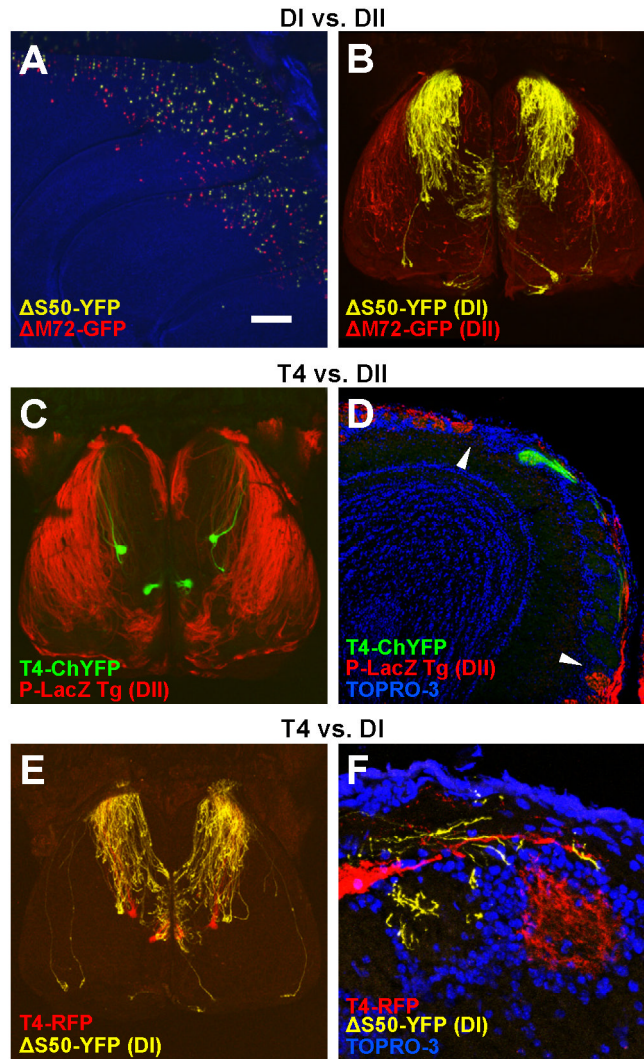 DI vs. DII
A
ΔS50-YFP
ΔM72-GFP
B
ΔS50-YFP (DI)
ΔM72-GFP (DII)
T4 vs. DII
C
T4-ChYFP
P-LacZ Tg (DII)
D
T4-ChYFP
P-LacZ Tg (DII)
TOPRO-3
T4 vs. DI
E
T4-RFP
ΔS50-YFP (DI)
F
T4-RFP
ΔS50-YFP (DI)
TOPRO-3